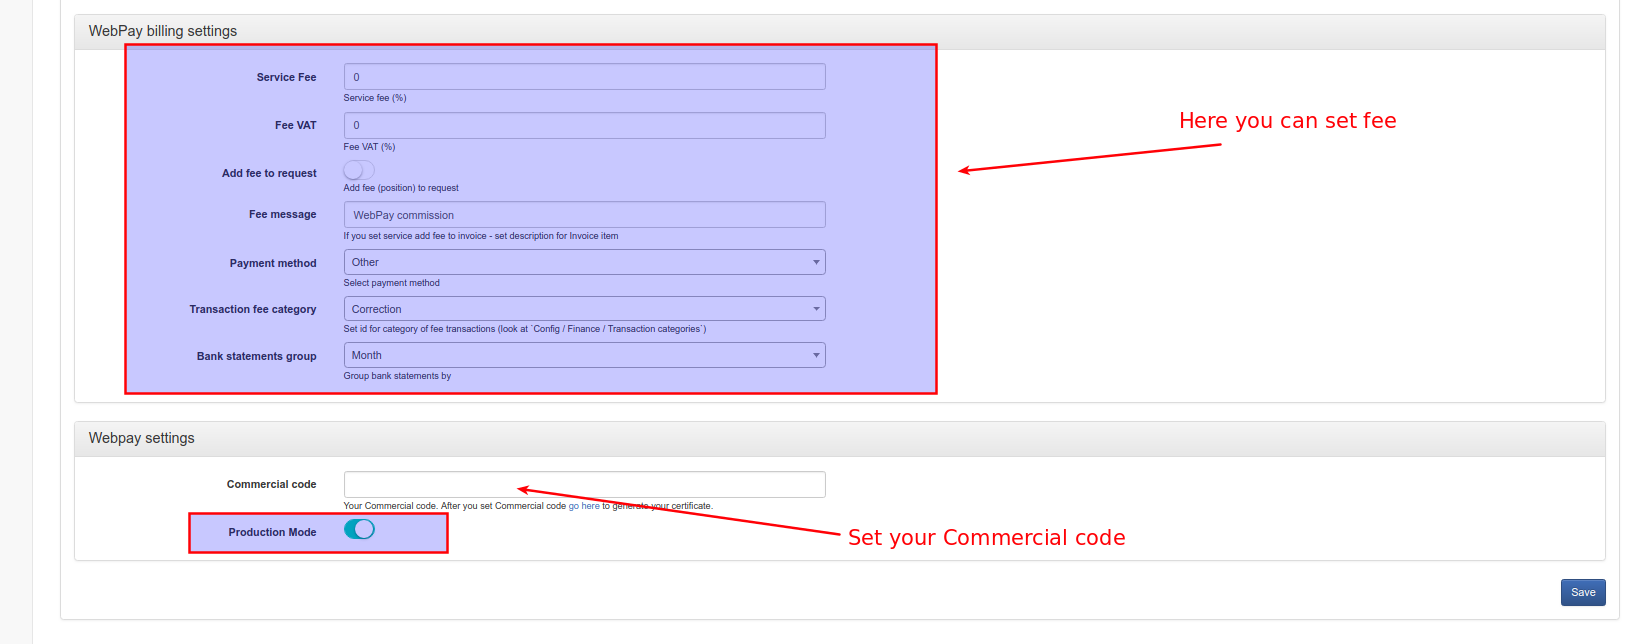 WebPay billing settings
Service Fee
0
Service fee (%)
Fee VAT
0
Fee VAT (%)
Add fee to request
Add fee (position) to request
Fee message
WebPay commission
If you set service add fee to invoice - set description for Invoice item
Payment method
Other
Select payment method
Transaction fee category
Correction
Set id for category of fee transactions (look at `Config / Finance / Transaction categories`)
Bank statements group
Month
Group bank statements by
Here you can set fee
Webpay settings
Commercial code
Your Commercial code. After you set Commercial code go here to generate your certificate.
Production Mode
Set your Commercial code
Save